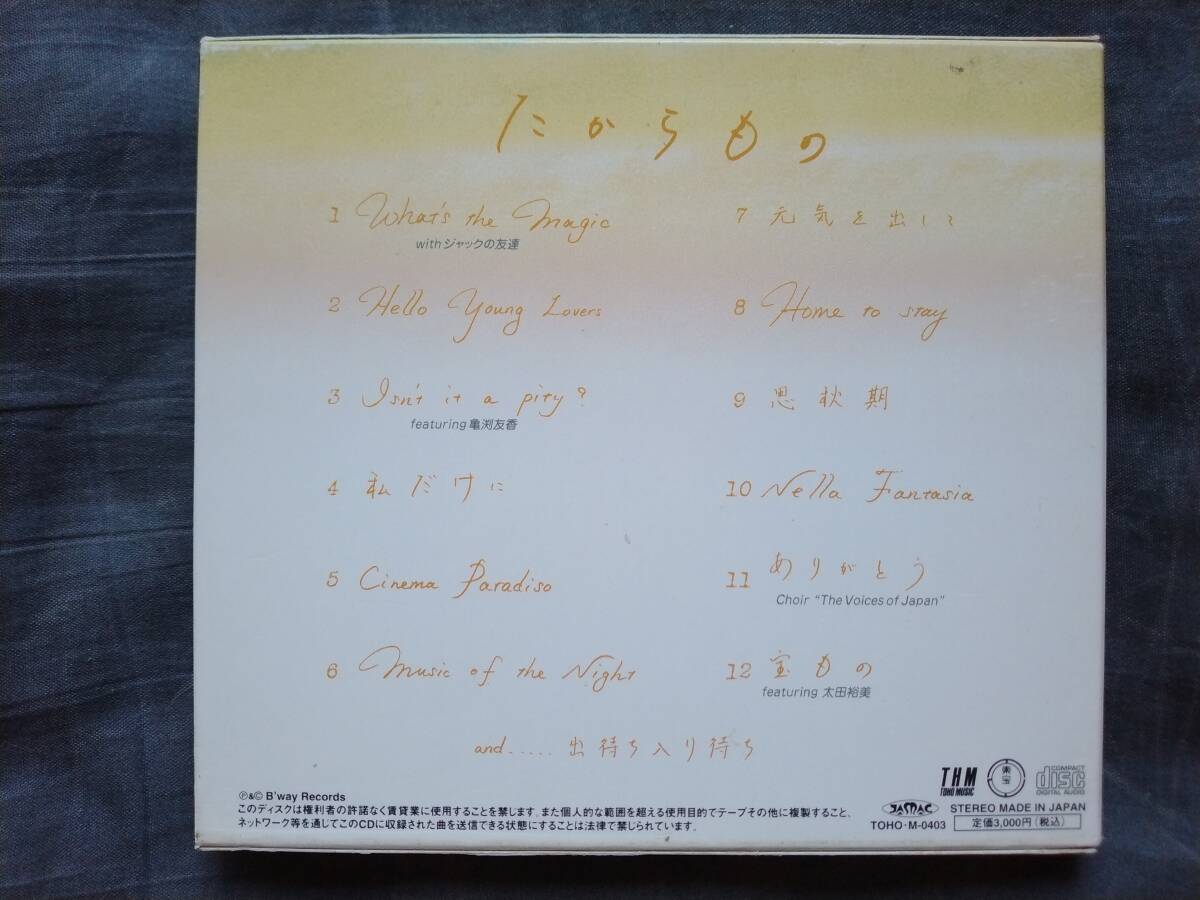 たからもの
1 What's the Magic
with ジャックの友達
2 Hello Young Lovers
3 Isn't it a pity?
featuring 亀渕友香
4 私だけに
5 Cinema Paradiso
6 Music of the Night
7 元気を出して
8 Home to stay
9 思秋期
10 Nella Fantasia
11 ありがとう
Choir "The Voices of Japan"
12 宝もの
featuring 太田裕美
and..... 出待ち入り待ち
℗&© B'way Records
このディスクは権利者の許諾なく賃貸業に使用することを禁じます。また個人的な範囲を超える使用目的でテープその他に複製すること、
ネットワーク等を通じてこのCDに収録された曲を送信できる状態にすることは法律で禁じられています。
THM
TOHO MUSIC
東宝
COMPACT
disc
DIGITAL AUDIO
JASRAC
STEREO MADE IN JAPAN
TOHO・M-0403
定価3,000円(税込)